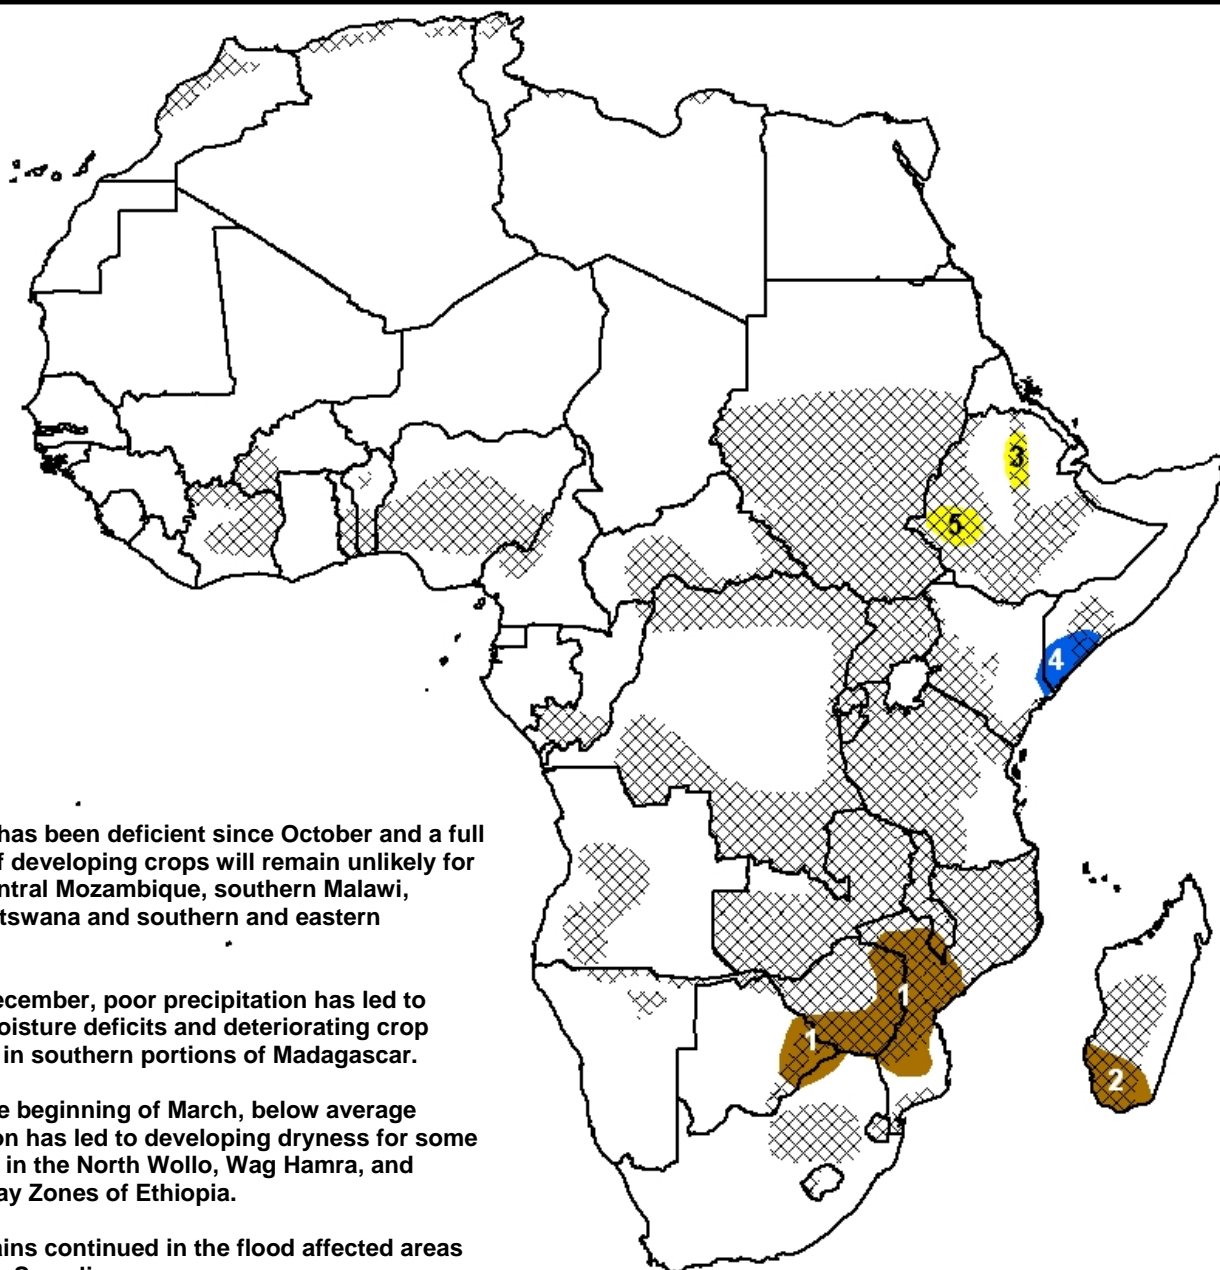 3
5
4
has been deficient since October and a full
f developing crops will remain unlikely for
ntral Mozambique, southern Malawi,
tswana and southern and eastern
1
ecember, poor precipitation has led to
oisture deficits and deteriorating crop
1
in southern portions of Madagascar.
2
e beginning of March, below average
on has led to developing dryness for some
in the North Wollo, Wag Hamra, and
ay Zones of Ethiopia.
ains continued in the flood affected areas